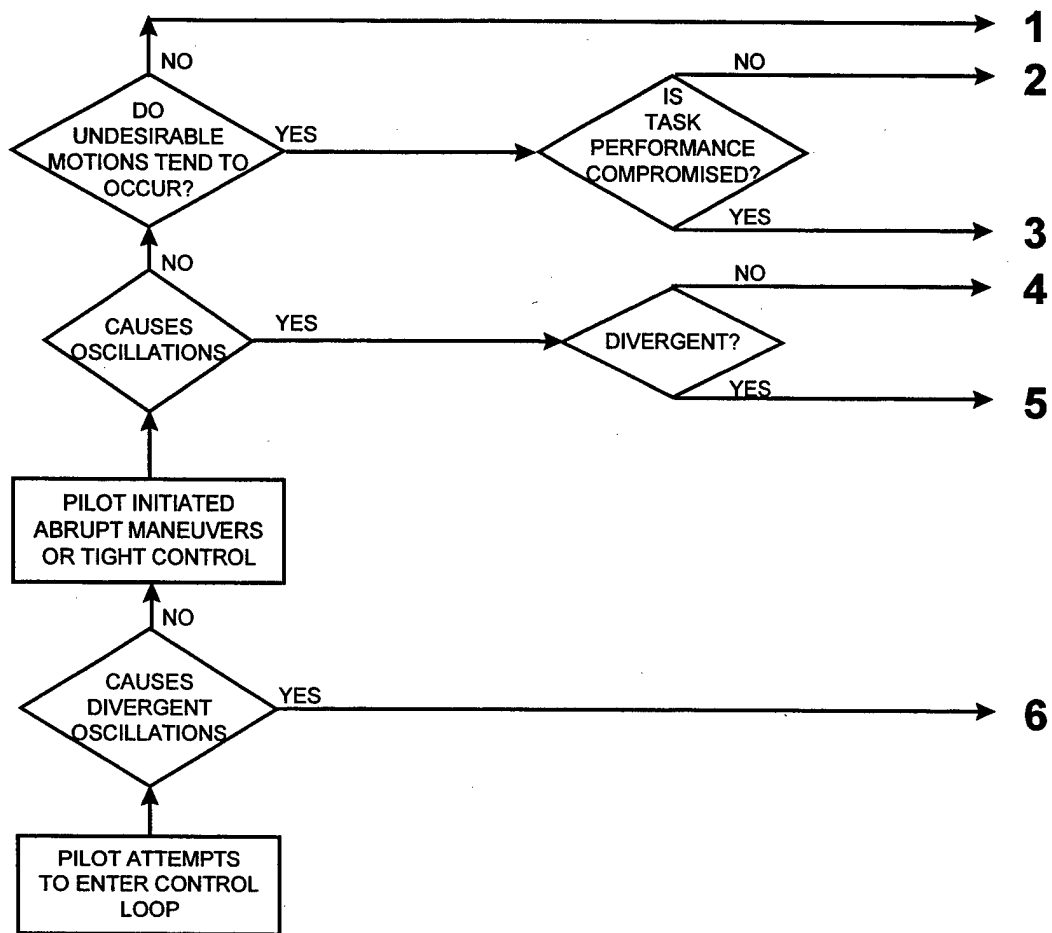 1
NO
NO
2
DO
UNDESIRABLE
MOTIONS TEND TO
OCCUR?
YES
IS
TASK
PERFORMANCE
COMPROMISED?
YES
3
NO
NO
4
CAUSES
OSCILLATIONS
YES
DIVERGENT?
YES
5
PILOT INITIATED
ABRUPT MANEUVERS
OR TIGHT CONTROL
NO
CAUSES
DIVERGENT
OSCILLATIONS
YES
6
PILOT ATTEMPTS
TO ENTER CONTROL
LOOP